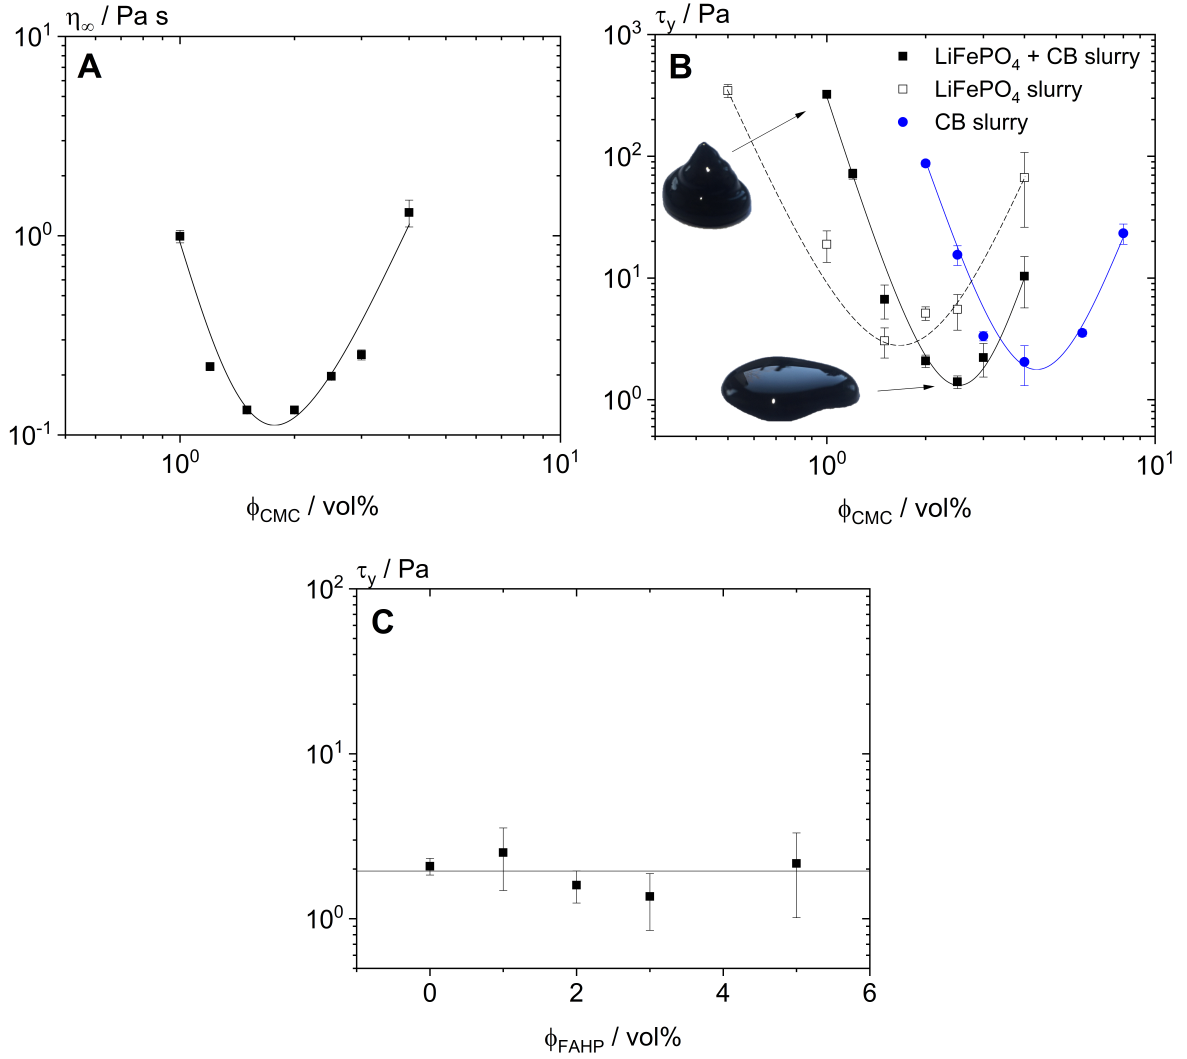 η∞ / Pa s
10¹
A
10⁰
10⁻¹
10⁰
10¹
ϕCMC / vol%
τy / Pa
10³
B
LiFePO₄ + CB slurry
LiFePO₄ slurry
CB slurry
10²
10¹
10⁰
10⁰
10¹
ϕCMC / vol%
τy / Pa
10²
C
10¹
10⁰
0
2
4
6
ϕFAHP / vol%